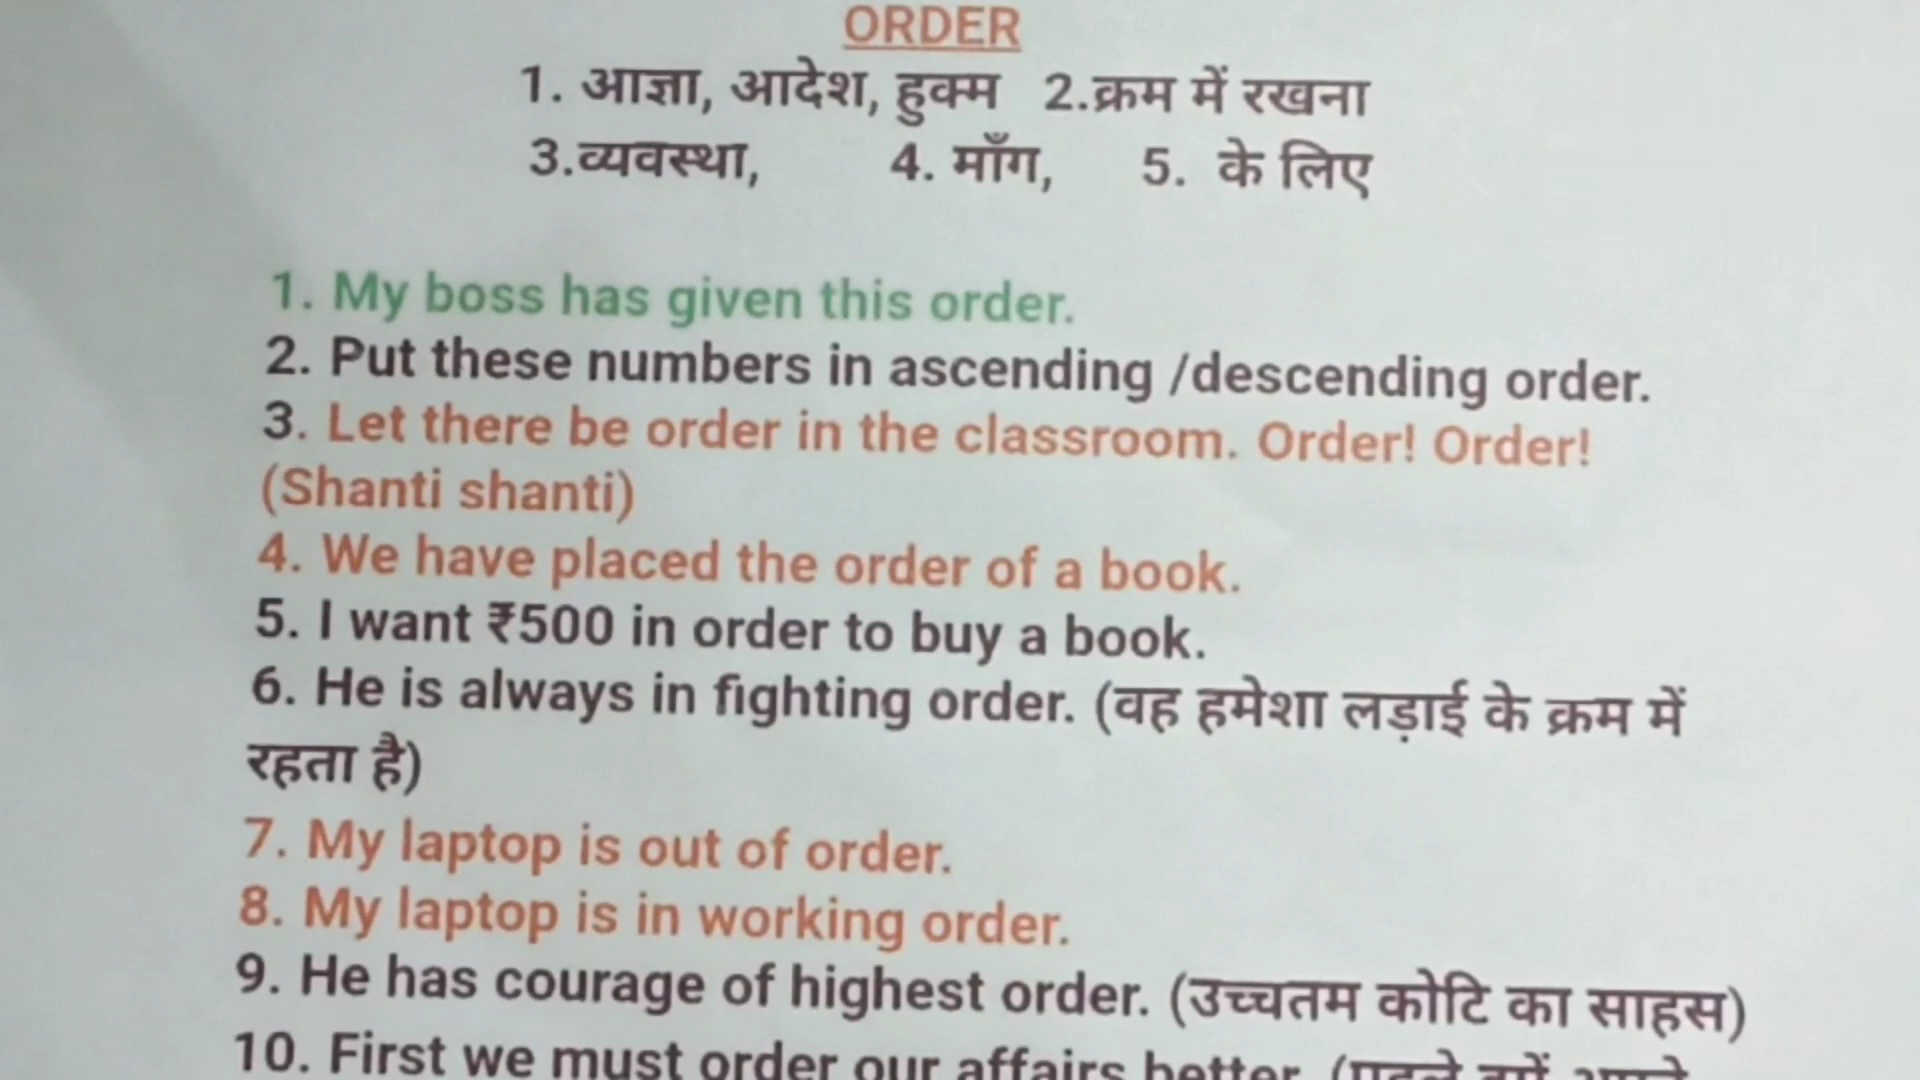 ORDER
1. आज्ञा, आदेश, हुक्म 2.क्रम में रखना
3.व्यवस्था, 4. माँग, 5. के लिए
1. My boss has given this order.
2. Put these numbers in ascending /descending order.
3. Let there be order in the classroom. Order! Order!
(Shanti shanti)
4. We have placed the order of a book.
5. I want ₹500 in order to buy a book.
6. He is always in fighting order. (वह हमेशा लड़ाई के क्रम में
रहता है)
7. My laptop is out of order.
8. My laptop is in working order.
9. He has courage of highest order. (उच्चतम कोटि का साहस)
10. First we must order our affairs better. (पहले हमें अपने